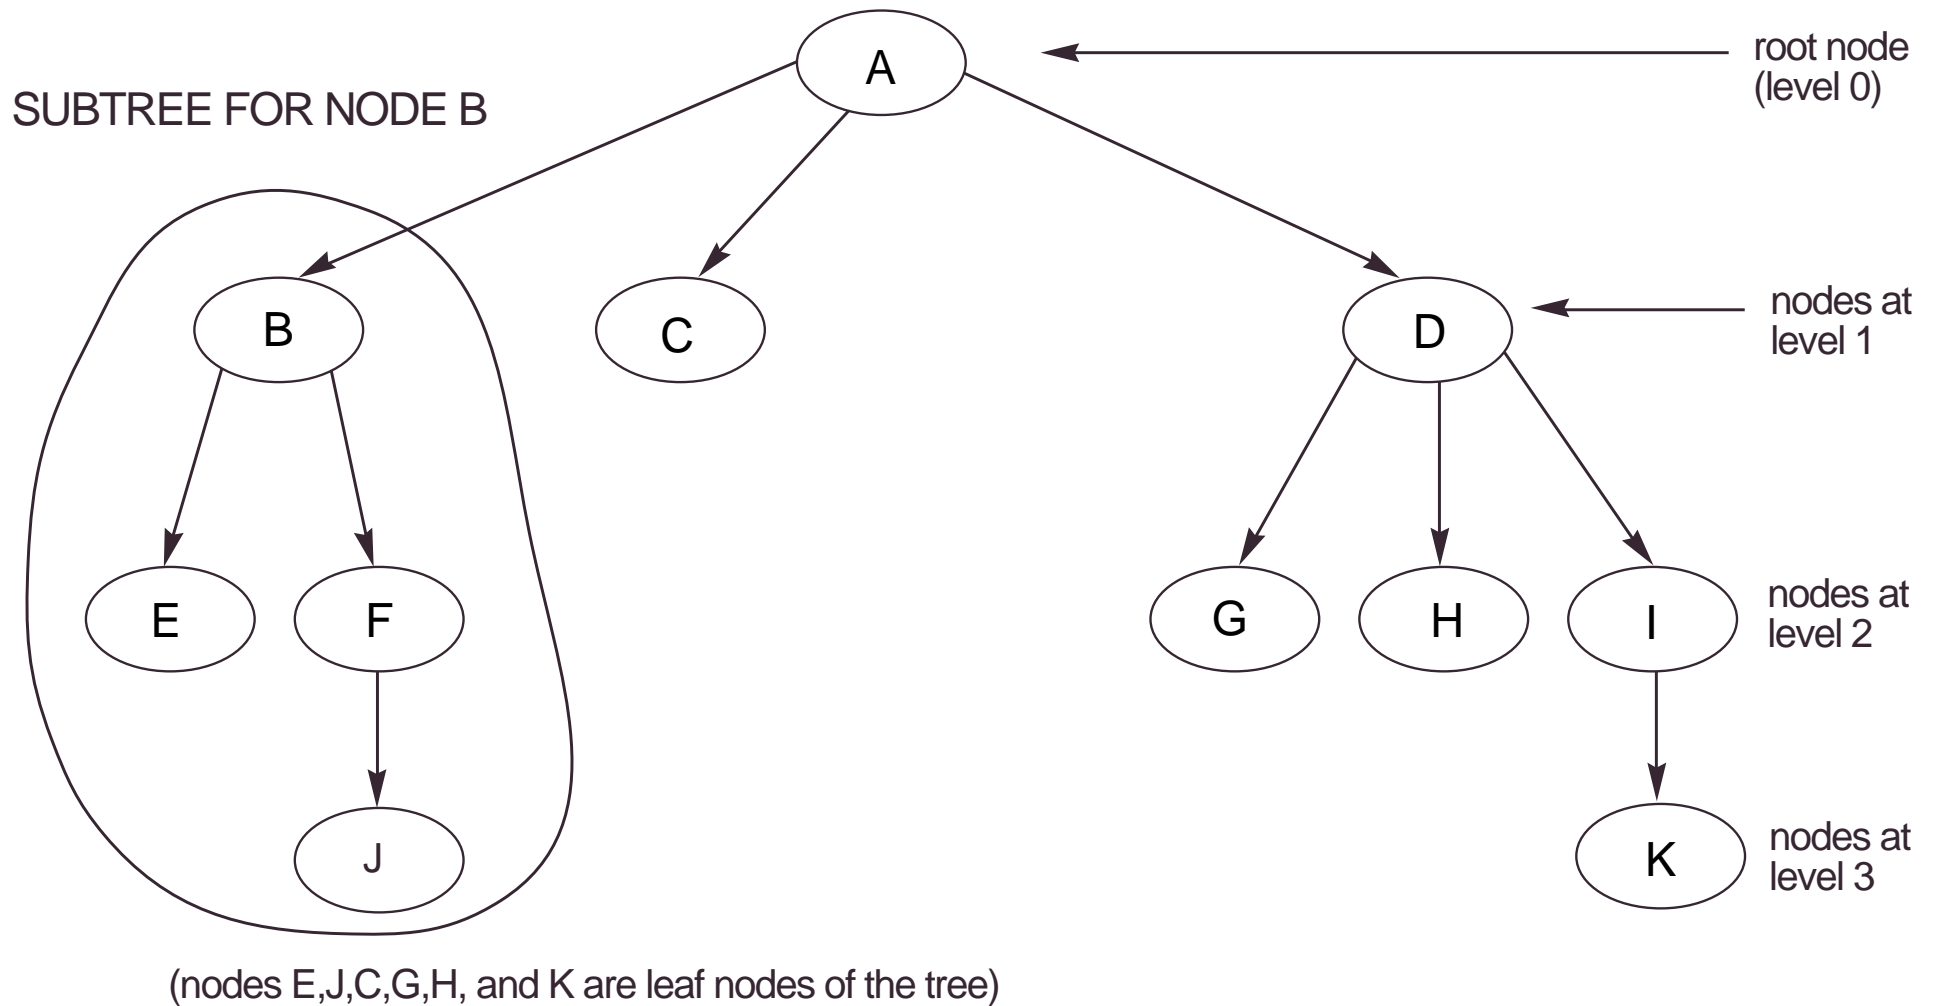 A
root node
(level 0)
SUBTREE FOR NODE B
B
C
D
nodes at
level 1
E
F
G
H
I
nodes at
level 2
J
K
nodes at
level 3
(nodes E,J,C,G,H, and K are leaf nodes of the tree)